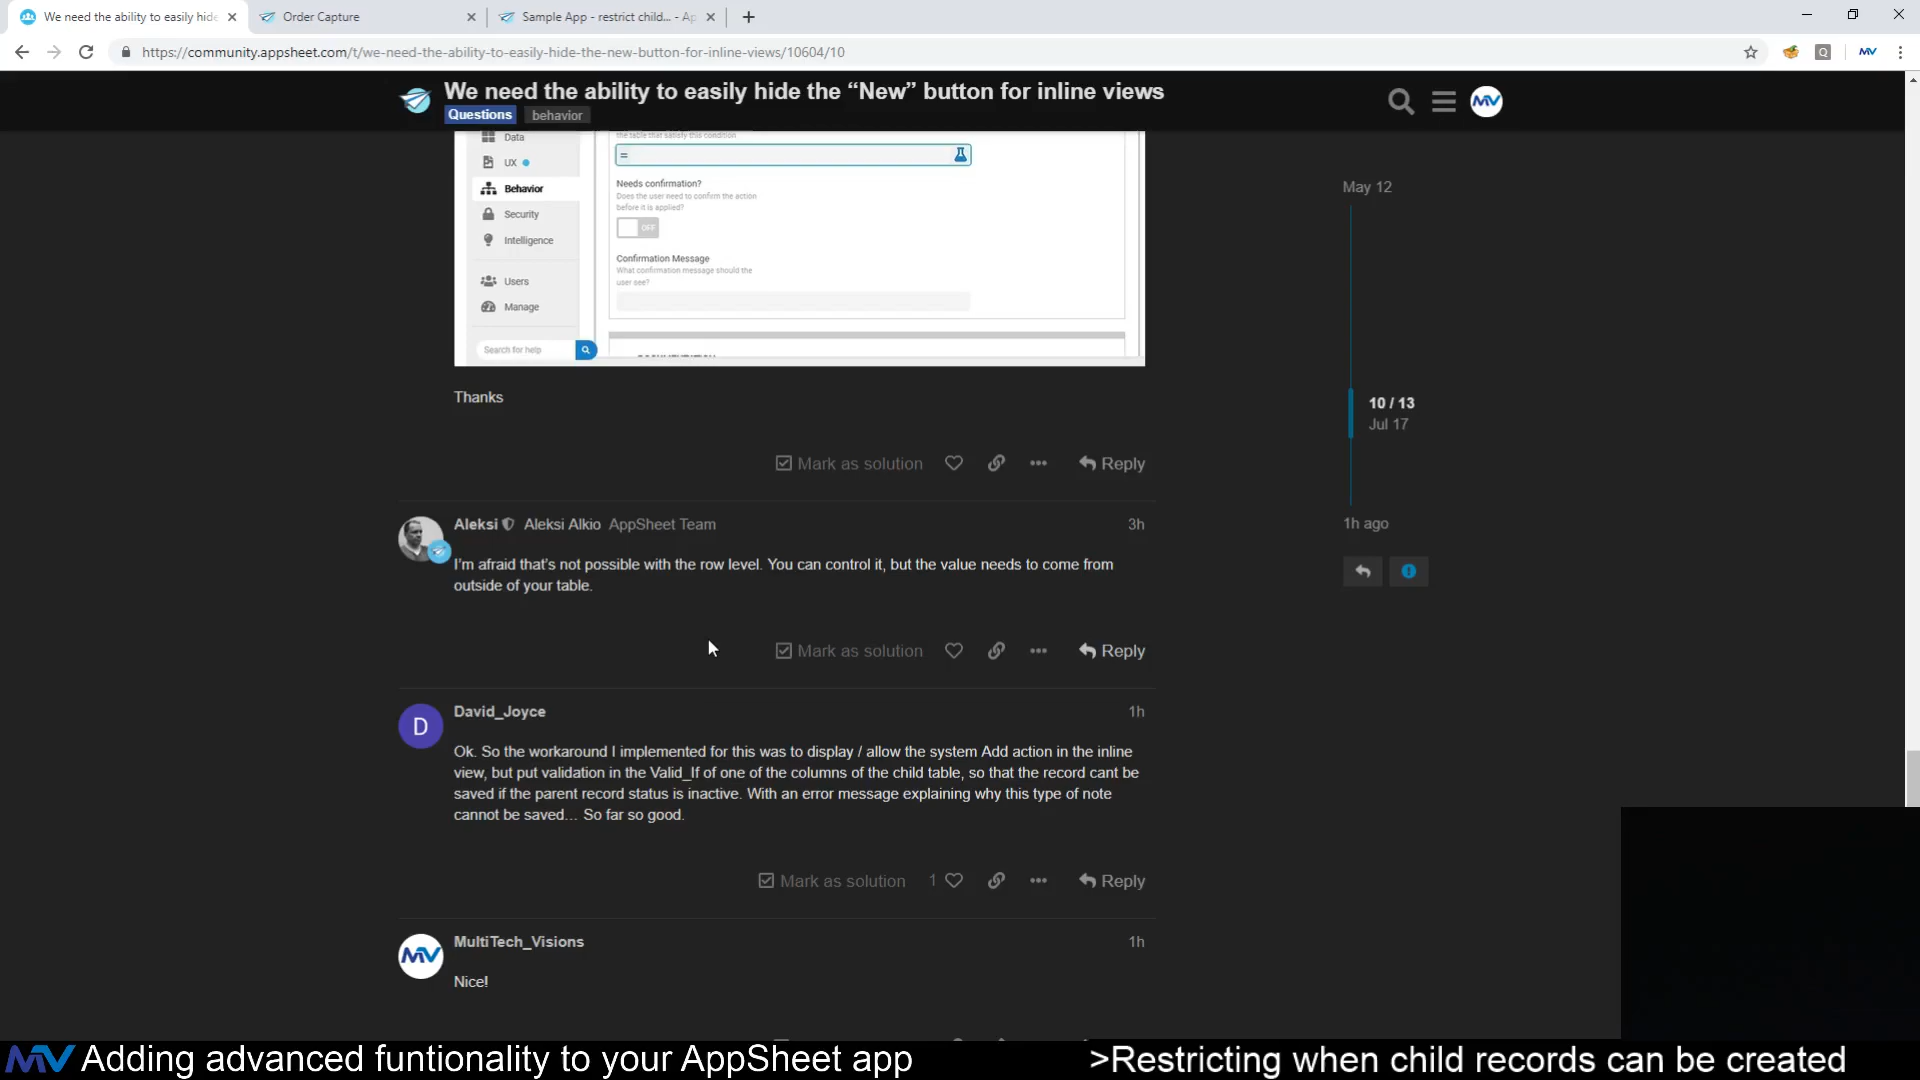 We need the ability to easily hide
Order Capture
Sample App - restrict child... - Ap
https://community.appsheet.com/t/we-need-the-ability-to-easily-hide-the-new-button-for-inline-views/10604/10
Q
MV
We need the ability to easily hide the “New” button for inline views
Questions behavior
MV
Data
the table that satisfy this condition
UX
=
Behavior
Needs confirmation?
Does the user need to confirm the action
before it is applied?
Security
OFF
Intelligence
Confirmation Message
What confirmation message should the
user see?
Users
Manage
Search for help
May 12
10 / 13
Jul 17
1h ago
Thanks
Mark as solution
Reply
Aleksi Aleksi Alkio AppSheet Team
3h
I’m afraid that’s not possible with the row level. You can control it, but the value needs to come from
outside of your table.
Mark as solution
Reply
D
David_Joyce
1h
Ok. So the workaround I implemented for this was to display / allow the system Add action in the inline
view, but put validation in the Valid_If of one of the columns of the child table, so that the record cant be
saved if the parent record status is inactive. With an error message explaining why this type of note
cannot be saved... So far so good.
Mark as solution
1
Reply
MV
MultiTech_Visions
1h
Nice!
MV Adding advanced funtionality to your AppSheet app
>Restricting when child records can be created